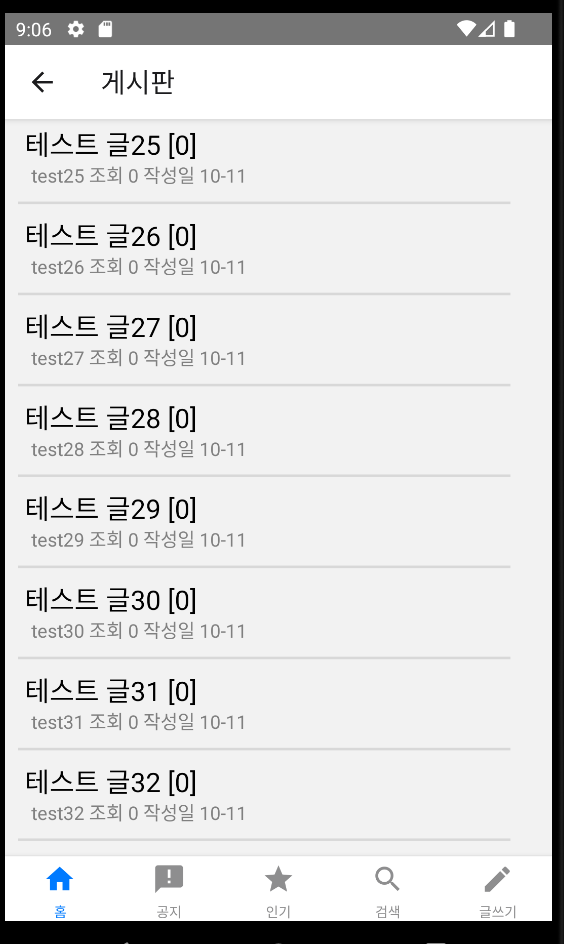 9:06
게시판
테스트 글25 [0]
test25 조회 0 작성일 10-11
테스트 글26 [0]
test26 조회 0 작성일 10-11
테스트 글27 [0]
test27 조회 0 작성일 10-11
테스트 글28 [0]
test28 조회 0 작성일 10-11
테스트 글29 [0]
test29 조회 0 작성일 10-11
테스트 글30 [0]
test30 조회 0 작성일 10-11
테스트 글31 [0]
test31 조회 0 작성일 10-11
테스트 글32 [0]
test32 조회 0 작성일 10-11
홈 공지 인기 검색 글쓰기